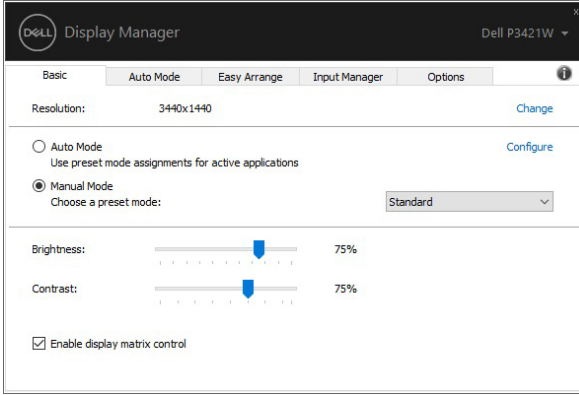 DELL Display Manager
Dell P3421W
Basic Auto Mode Easy Arrange Input Manager Options
Resolution: 3440x1440 Change
Auto Mode Configure
Use preset mode assignments for active applications
Manual Mode
Choose a preset mode: Standard
Brightness: 75%
Contrast: 75%
Enable display matrix control